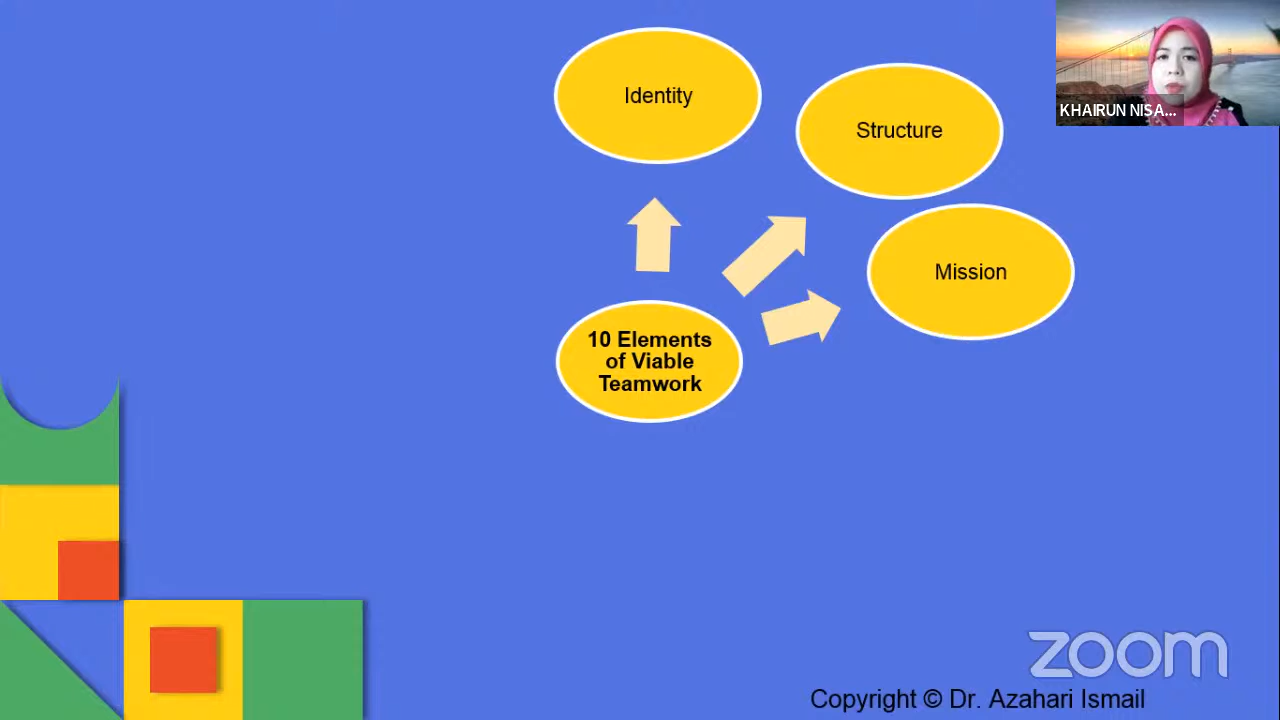 Identity
Structure
KHAIRUN NISA...
Mission
10 Elements
of Viable
Teamwork
zoom
Copyright © Dr. Azahari Ismail